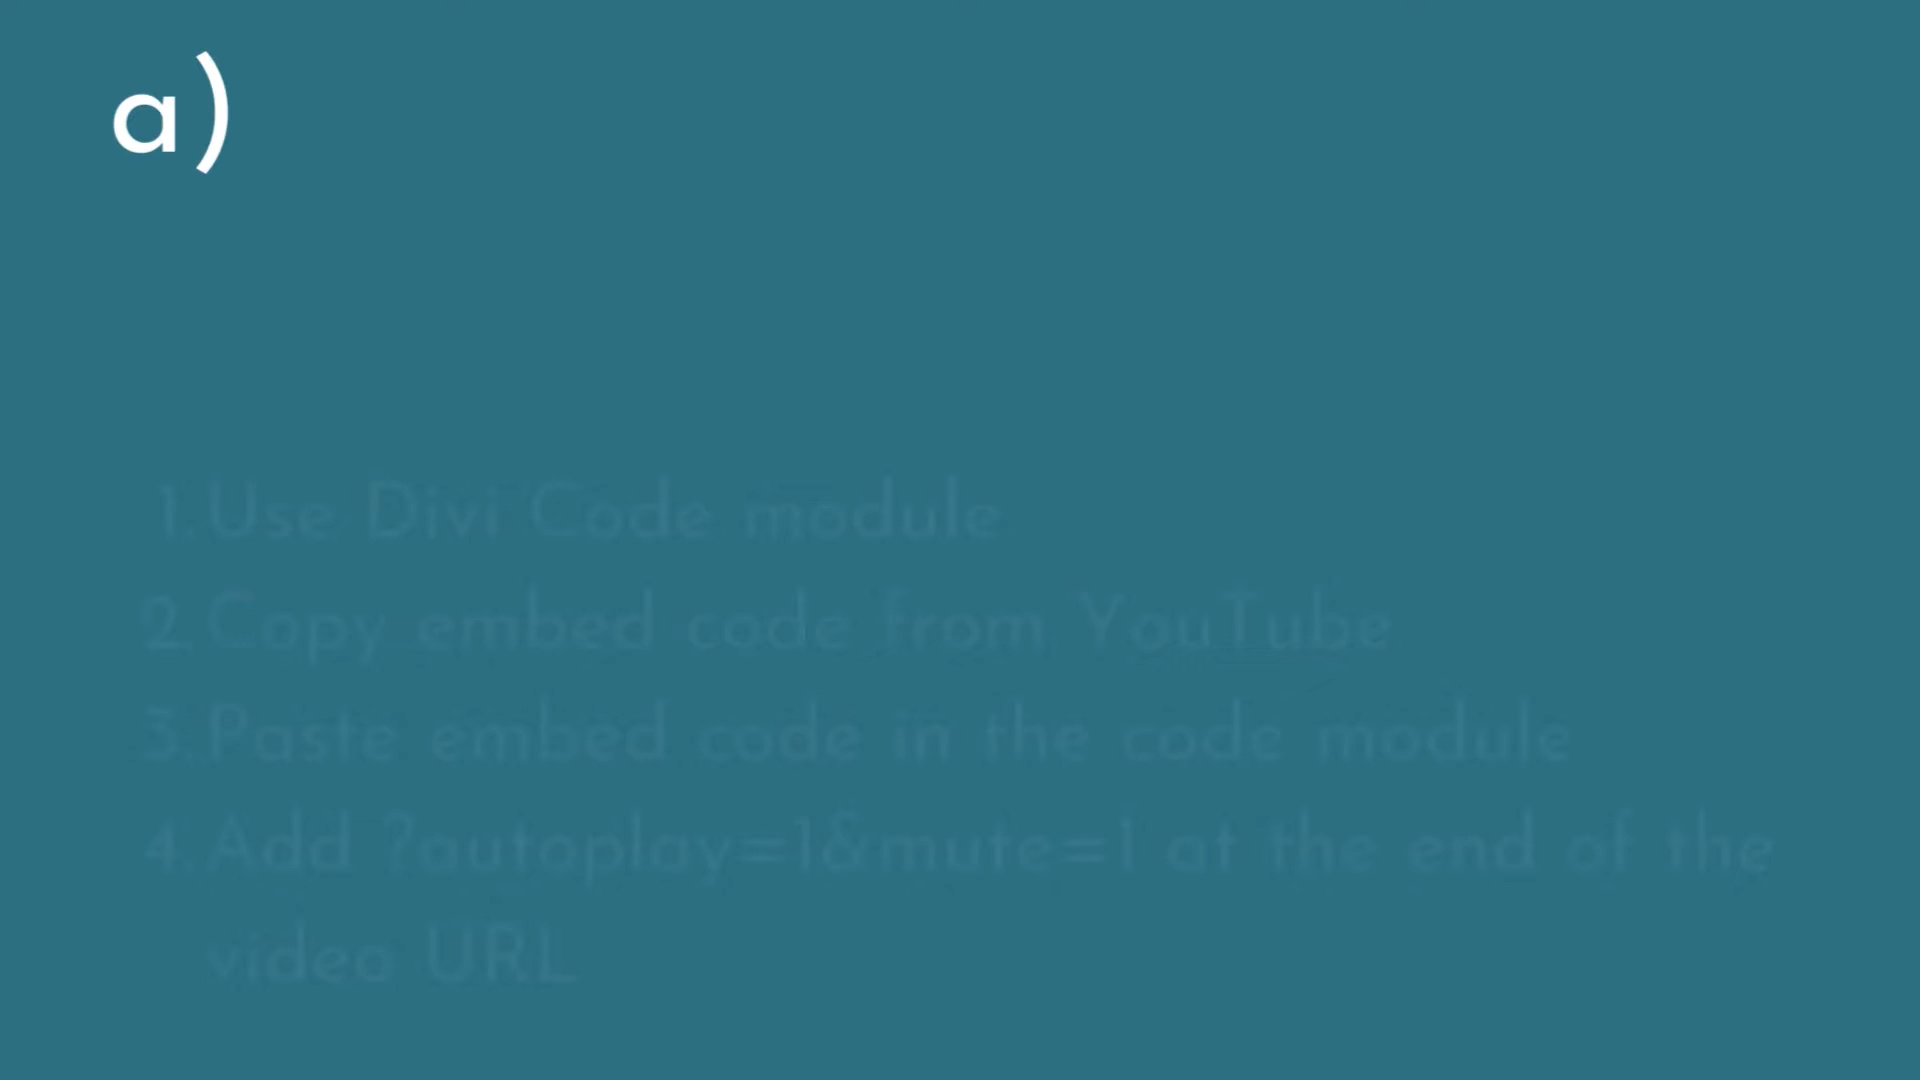 a)
1. Use Divi Code module
2. Copy embed code from YouTube
3. Paste embed code in the code module
4. Add ?autoplay=1&mute=1 at the end of the
video URL